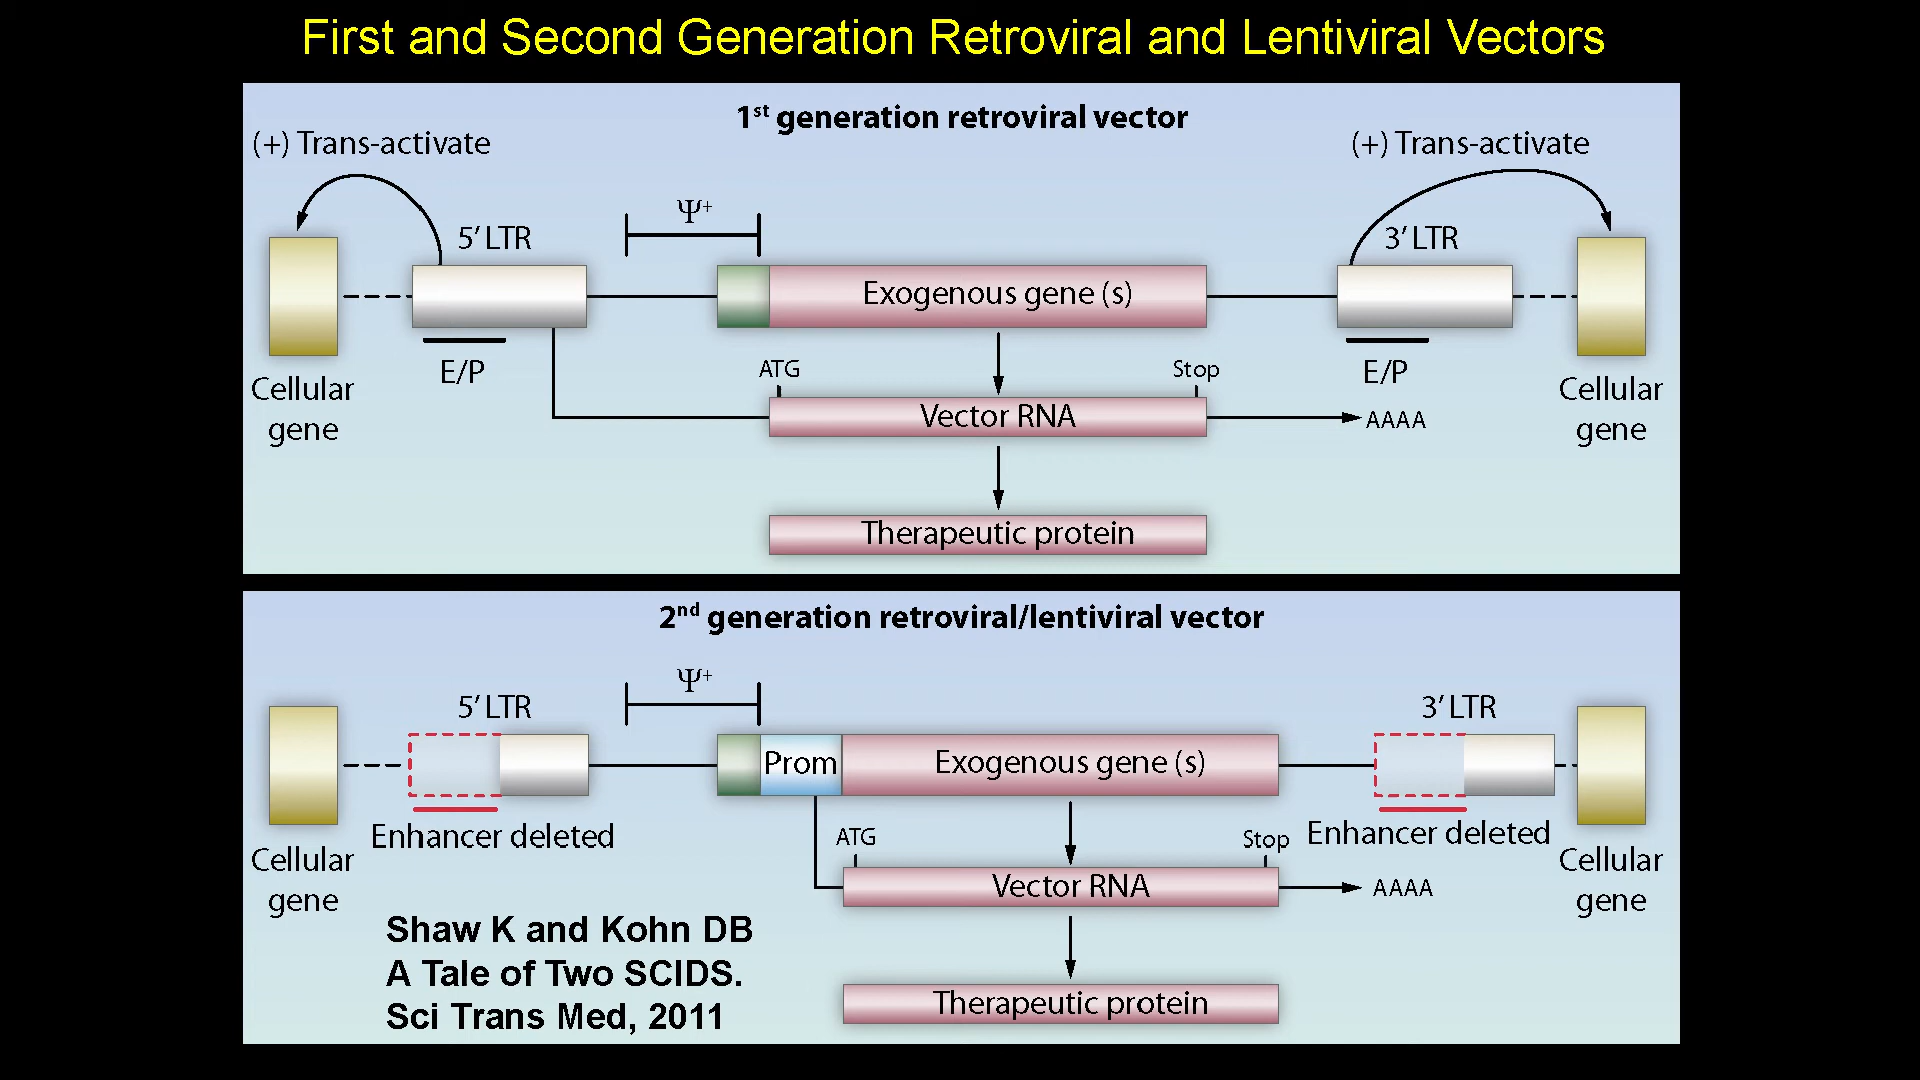 First and Second Generation Retroviral and Lentiviral Vectors
1st generation retroviral vector
(+) Trans-activate
(+) Trans-activate
Ψ+
5’ LTR
3’ LTR
Exogenous gene (s)
E/P
ATG
Stop
E/P
Cellular
gene
Vector RNA
AAAA
Cellular
gene
Therapeutic protein
2nd generation retroviral/lentiviral vector
Ψ+
5’ LTR
3’ LTR
Prom
Exogenous gene (s)
Enhancer deleted
ATG
Stop
Enhancer deleted
Cellular
gene
Vector RNA
AAAA
Cellular
gene
Shaw K and Kohn DB
A Tale of Two SCIDS.
Sci Trans Med, 2011
Therapeutic protein